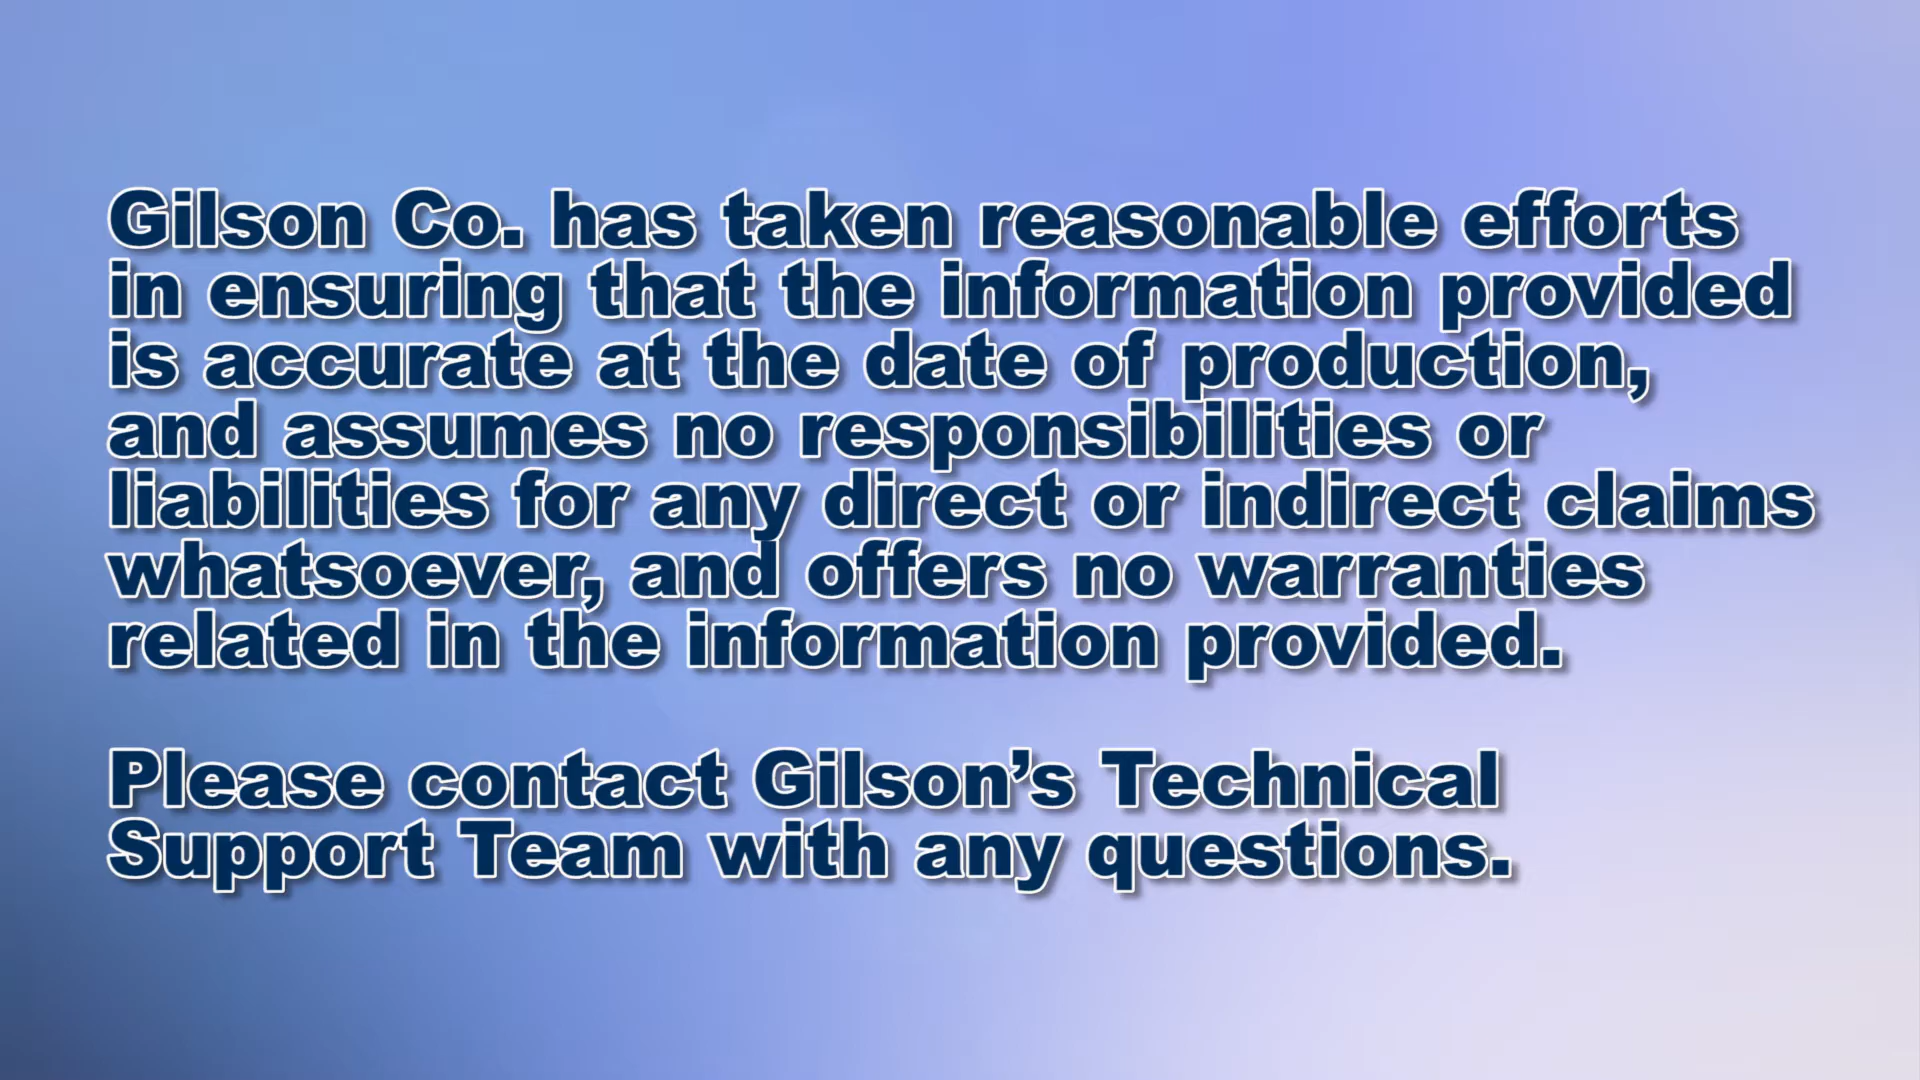 Gilson Co. has taken reasonable efforts
in ensuring that the information provided
is accurate at the date of production,
and assumes no responsibilities or
liabilities for any direct or indirect claims
whatsoever, and offers no warranties
related in the information provided.
Please contact Gilson’s Technical
Support Team with any questions.